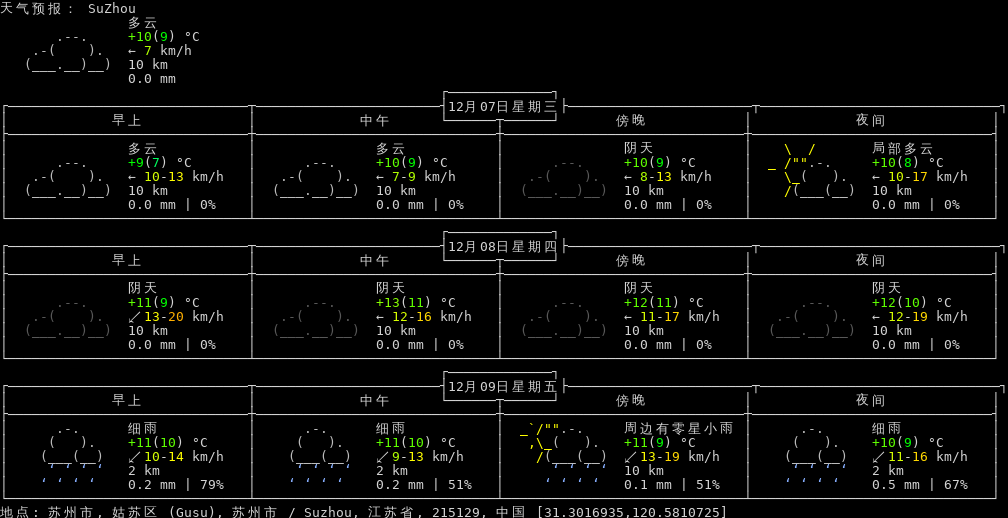 天气预报： SuZhou
多云
+10(9) °C
← 7 km/h
10 km
0.0 mm
12月07日星期三
早上 中午 傍晚 夜间
多云 多云 阴天 局部多云
+9(7) °C +10(9) °C +10(9) °C +10(8) °C
← 10-13 km/h ← 7-9 km/h ← 8-13 km/h ← 10-17 km/h
10 km 10 km 10 km 10 km
0.0 mm | 0% 0.0 mm | 0% 0.0 mm | 0% 0.0 mm | 0%
12月08日星期四
早上 中午 傍晚 夜间
阴天 阴天 阴天 阴天
+11(9) °C +13(11) °C +12(11) °C +12(10) °C
↙ 13-20 km/h ← 12-16 km/h ← 11-17 km/h ← 12-19 km/h
10 km 10 km 10 km 10 km
0.0 mm | 0% 0.0 mm | 0% 0.0 mm | 0% 0.0 mm | 0%
12月09日星期五
早上 中午 傍晚 夜间
细雨 细雨 周边有零星小雨 细雨
+11(10) °C +11(10) °C +11(9) °C +10(9) °C
↙ 10-14 km/h ↙ 9-13 km/h ↙ 13-19 km/h ↙ 11-16 km/h
2 km 2 km 10 km 2 km
0.2 mm | 79% 0.2 mm | 51% 0.1 mm | 51% 0.5 mm | 67%
地点: 苏州市, 姑苏区 (Gusu), 苏州市 / Suzhou, 江苏省, 215129, 中国 [31.3016935,120.5810725]